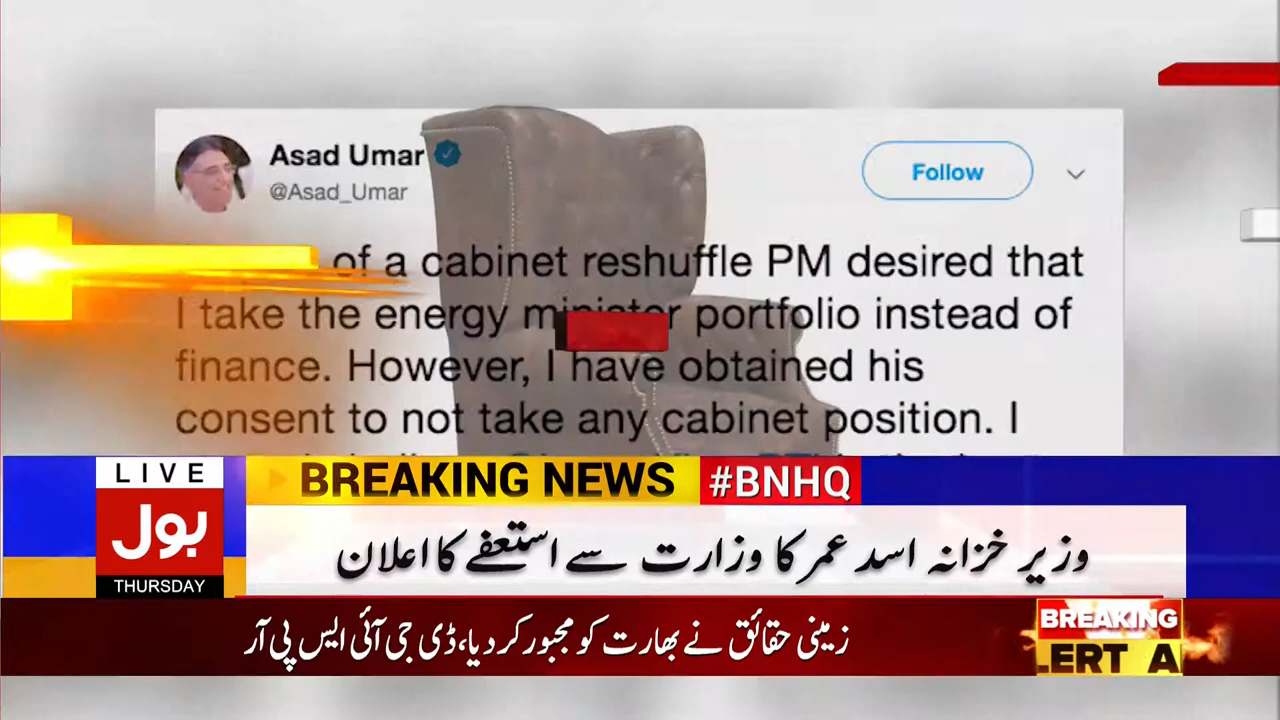 Asad Umar
@Asad_Umar
Follow
of a cabinet reshuffle PM desired that
I take the energy minister portfolio instead of
finance. However, I have obtained his
consent to not take any cabinet position. I
LIVE
BREAKING NEWS
#BNHQ
بول
وزیر خزانہ اسد عمر کا وزارت سے استعفے کا اعلان
THURSDAY
زمینی حقائق نے بھارت کو مجبور کر دیا، ڈی جی آئی ایس پی آر
BREAKING
LERT A